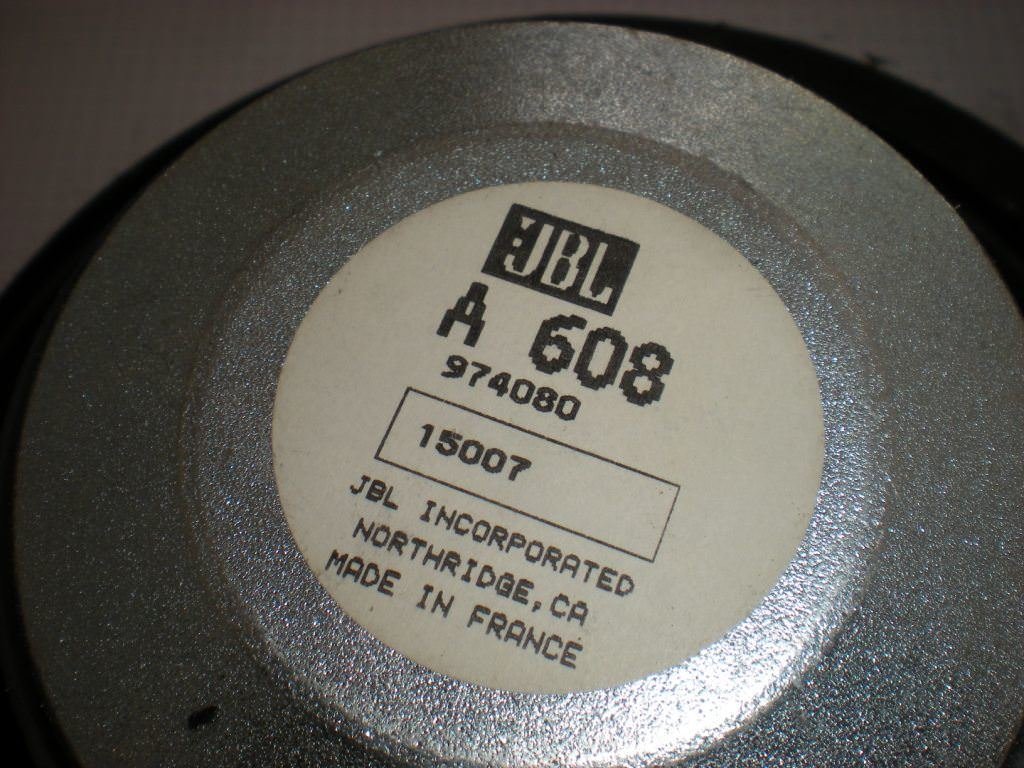 JBL
A 608
974080
15007
JBL INCORPORATED
NORTHRIDGE, CA
MADE IN FRANCE